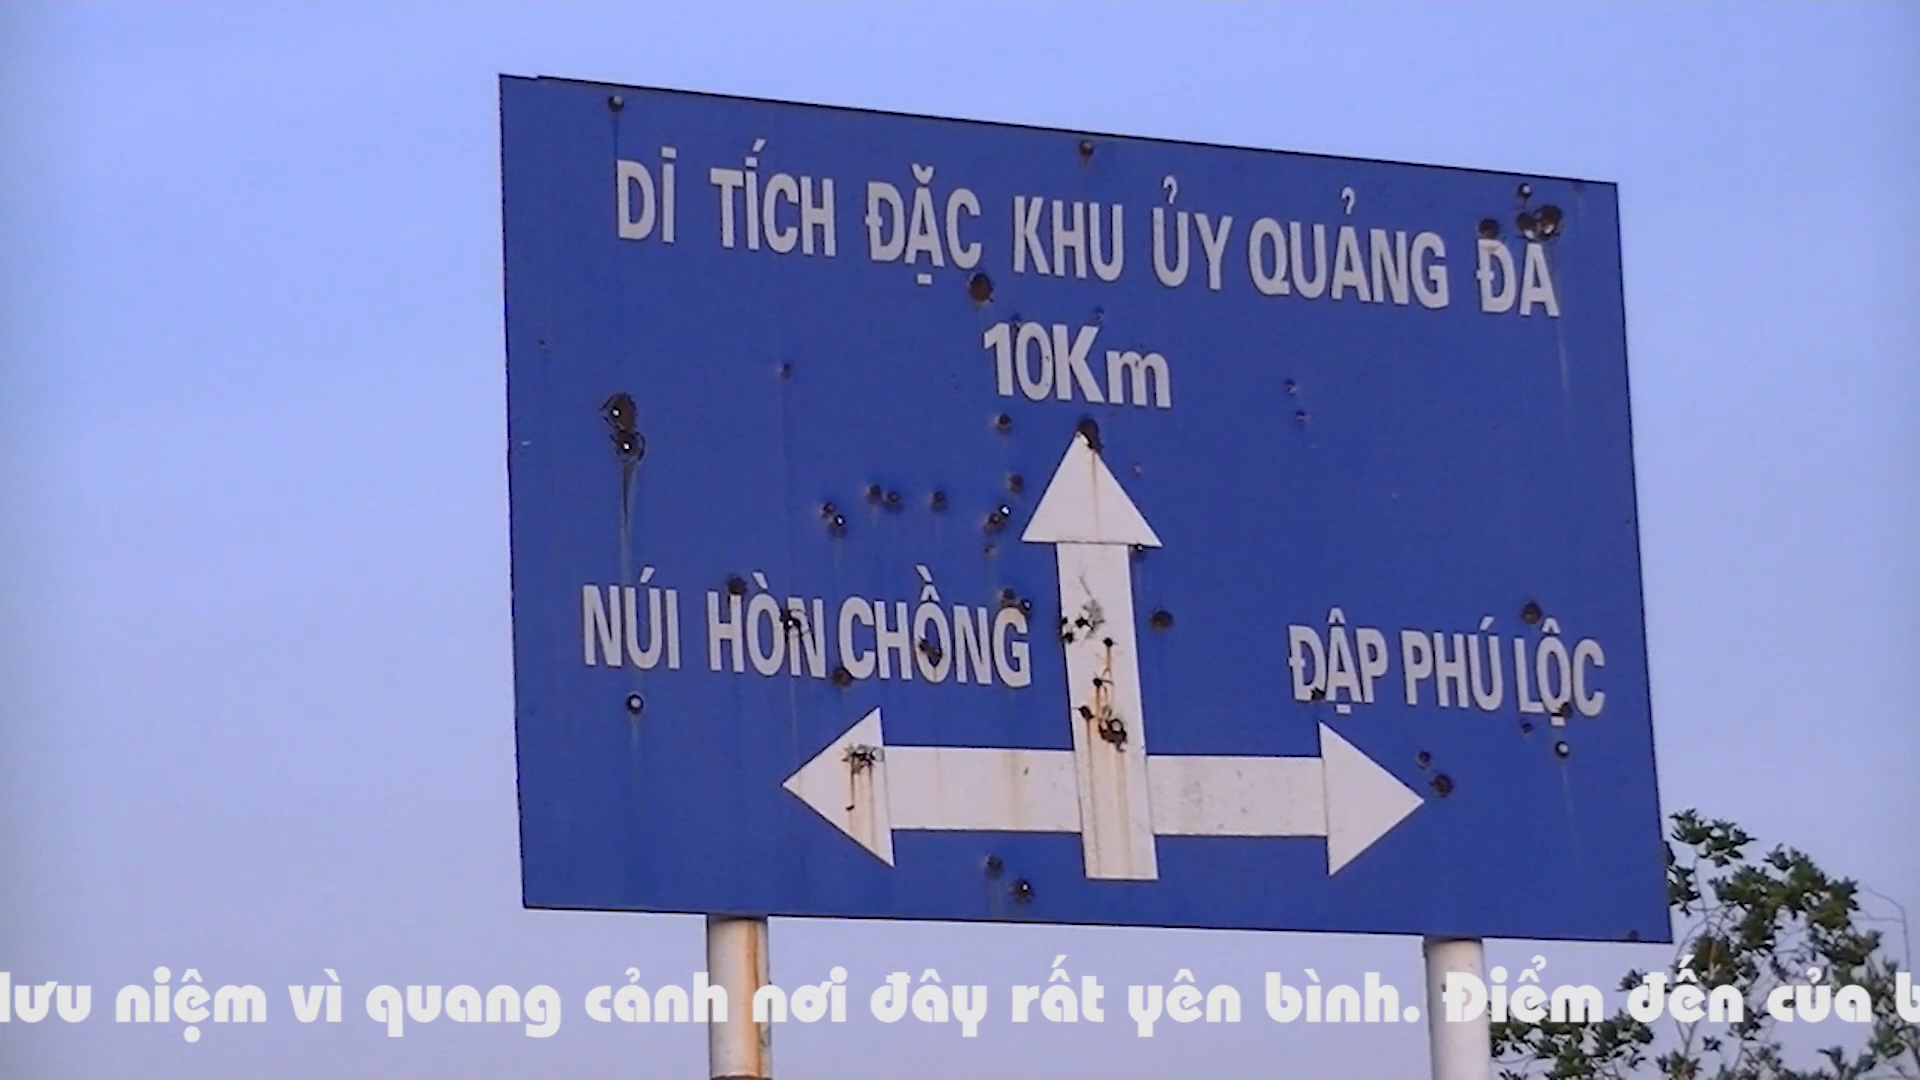 DI TÍCH ĐẶC KHU ỦY QUẢNG ĐÀ
10Km
NÚI HÒN CHỒNG
ĐẬP PHÚ LỘC
lưu niệm vì quang cảnh nơi đây rất yên bình. Điểm đến của